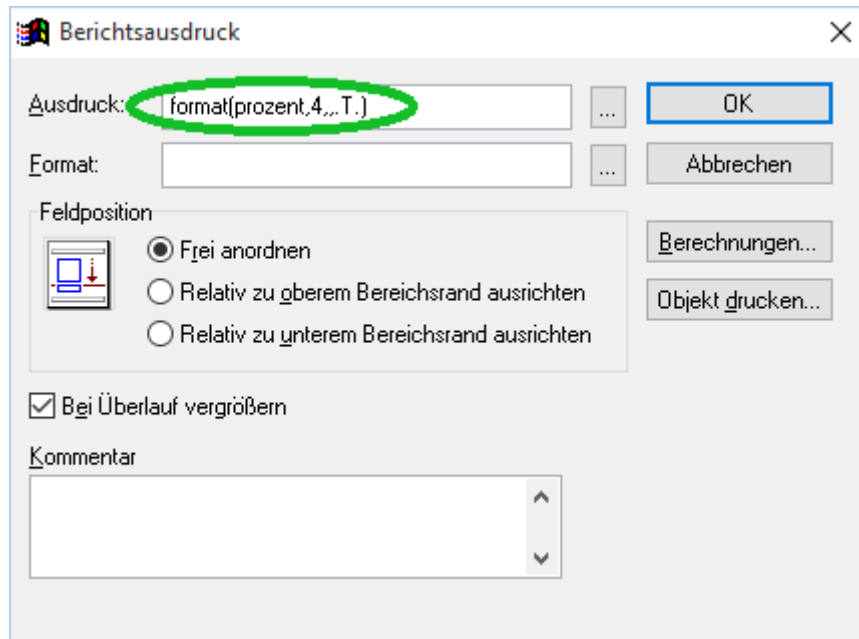 Berichtsausdruck
Ausdruck: format(prozent,4,,.T.) ... OK
Format: ... Abbrechen
Feldposition
Frei anordnen
Relativ zu oberem Bereichsrand ausrichten
Relativ zu unterem Bereichsrand ausrichten
Berechnungen...
Objekt drucken...
Bei Überlauf vergrößern
Kommentar